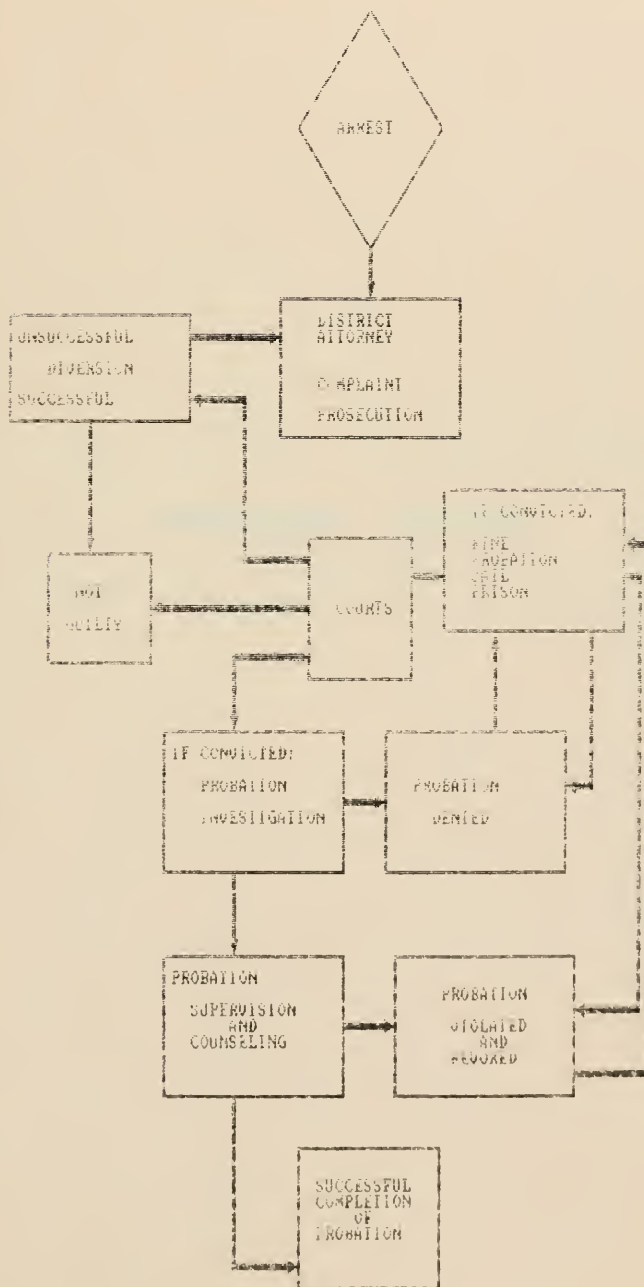 ARREST
DISTRICT
ATTORNEY
COMPLAINT
PROSECUTION
UNSUCCESSFUL
DIVERSION
SUCCESSFUL
IF CONVICTED:
FINE
PROBATION
JAIL
PRISON
COURTS
NOT
GUILTY
IF CONVICTED:
PROBATION
INVESTIGATION
PROBATION
DENIED
PROBATION
SUPERVISION
AND
COUNSELING
PROBATION
VIOLATED
AND
REVOKED
SUCCESSFUL
COMPLETION
OF
PROBATION